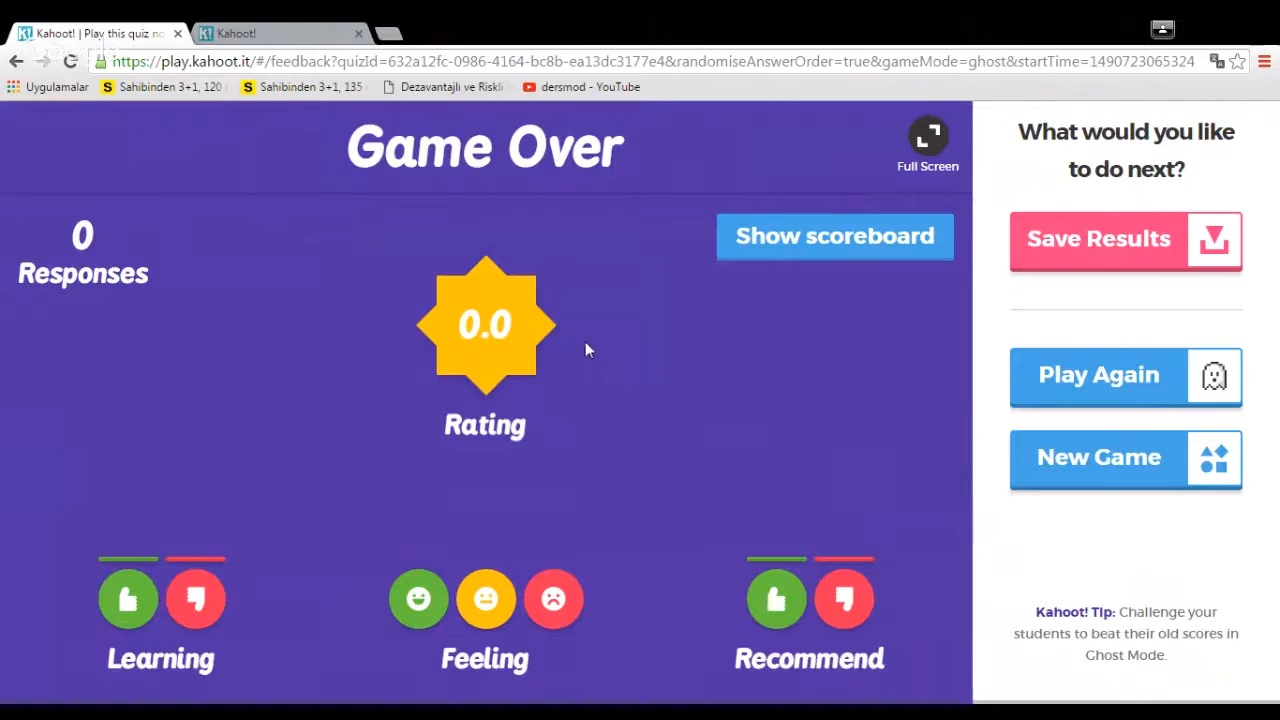 Kahoot! | Play this quiz no
Kahoot!
https://play.kahoot.it/#/feedback?quizId=632a12fc-0986-4164-bc8b-ea13dc3177e4&randomiseAnswerOrder=true&gameMode=ghost&startTime=1490723065324
Uygulamalar
Sahibinden 3+1, 120
Sahibinden 3+1, 135
Dezavantajlı ve Riskli
dersmod - YouTube
Game Over
Full Screen
What would you like
to do next?
0
Responses
Show scoreboard
Save Results
0.0
Rating
Play Again
New Game
Learning
Feeling
Recommend
Kahoot! Tip: Challenge your
students to beat their old scores in
Ghost Mode.